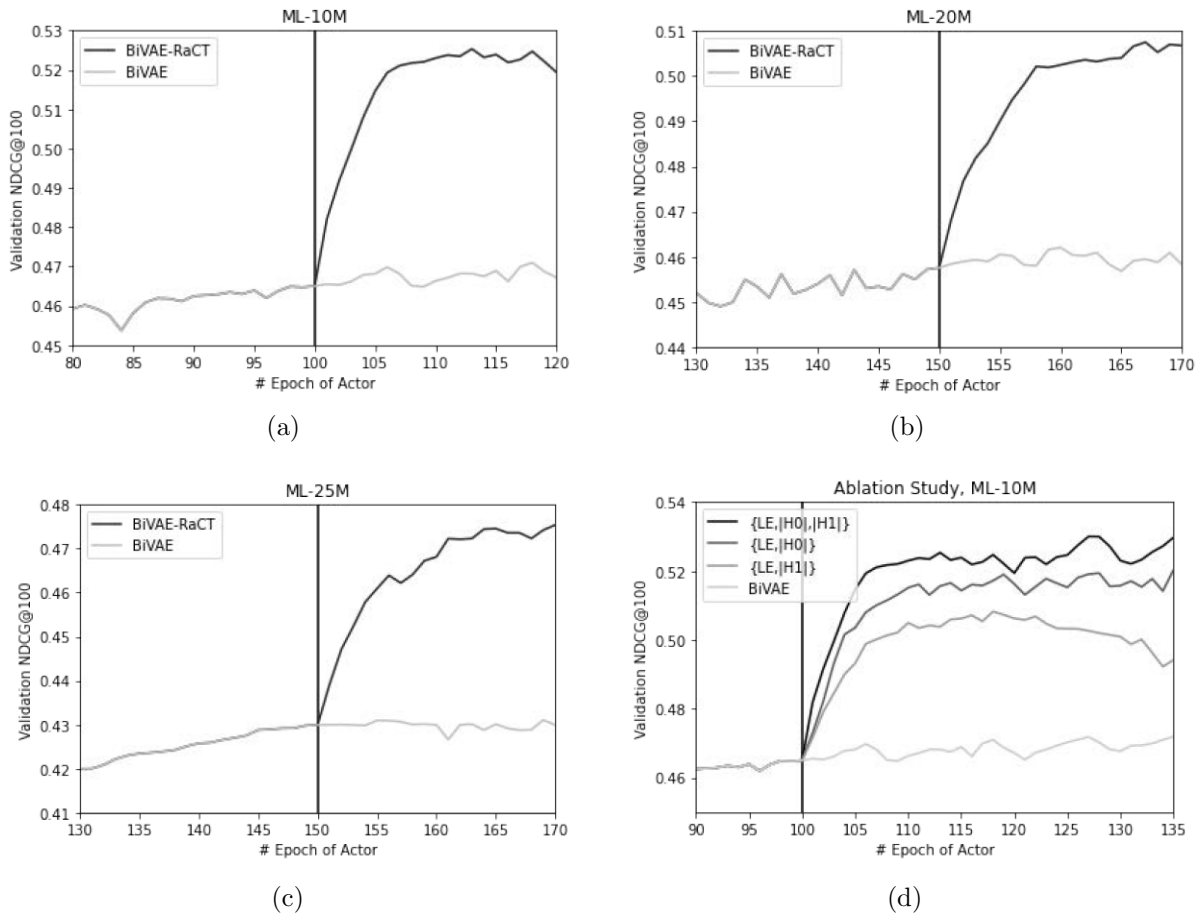 ML-10M
BiVAE-RaCT
BiVAE
Validation NDCG@100
0.53
0.52
0.51
0.50
0.49
0.48
0.47
0.46
0.45
80 85 90 95 100 105 110 115 120
# Epoch of Actor
(a)
ML-20M
BiVAE-RaCT
BiVAE
Validation NDCG@100
0.51
0.50
0.49
0.48
0.47
0.46
0.45
0.44
130 135 140 145 150 155 160 165 170
# Epoch of Actor
(b)
ML-25M
BiVAE-RaCT
BiVAE
Validation NDCG@100
0.48
0.47
0.46
0.45
0.44
0.43
0.42
0.41
130 135 140 145 150 155 160 165 170
# Epoch of Actor
(c)
Ablation Study, ML-10M
{LE,|H0|,|H1|}
{LE,|H0|}
{LE,|H1|}
BiVAE
Validation NDCG@100
0.54
0.52
0.50
0.48
0.46
90 95 100 105 110 115 120 125 130 135
# Epoch of Actor
(d)